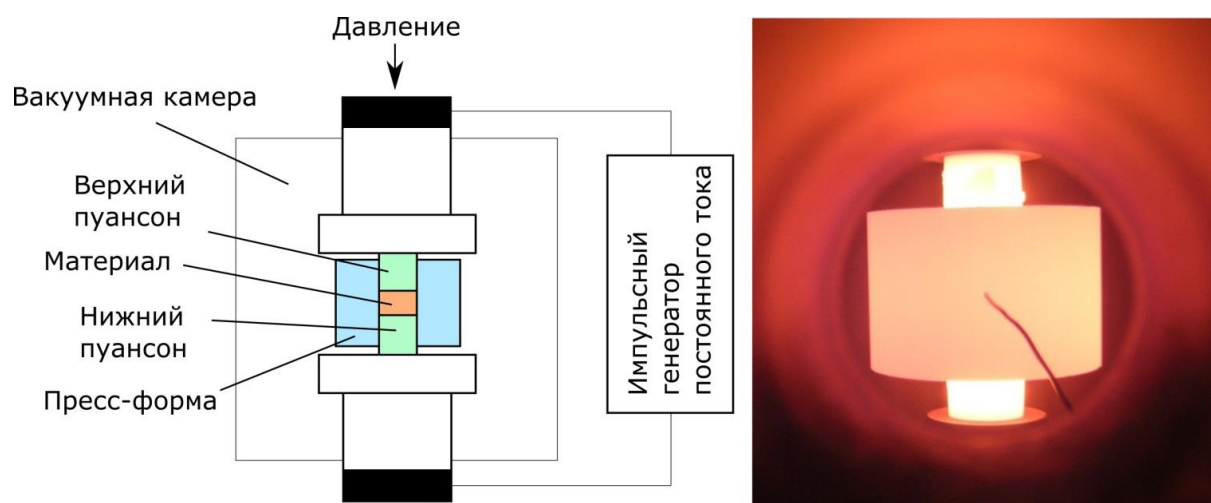 Давление
Вакуумная камера
Верхний
пуансон
Материал
Нижний
пуансон
Пресс-форма
Импульсный
генератор
постоянного тока